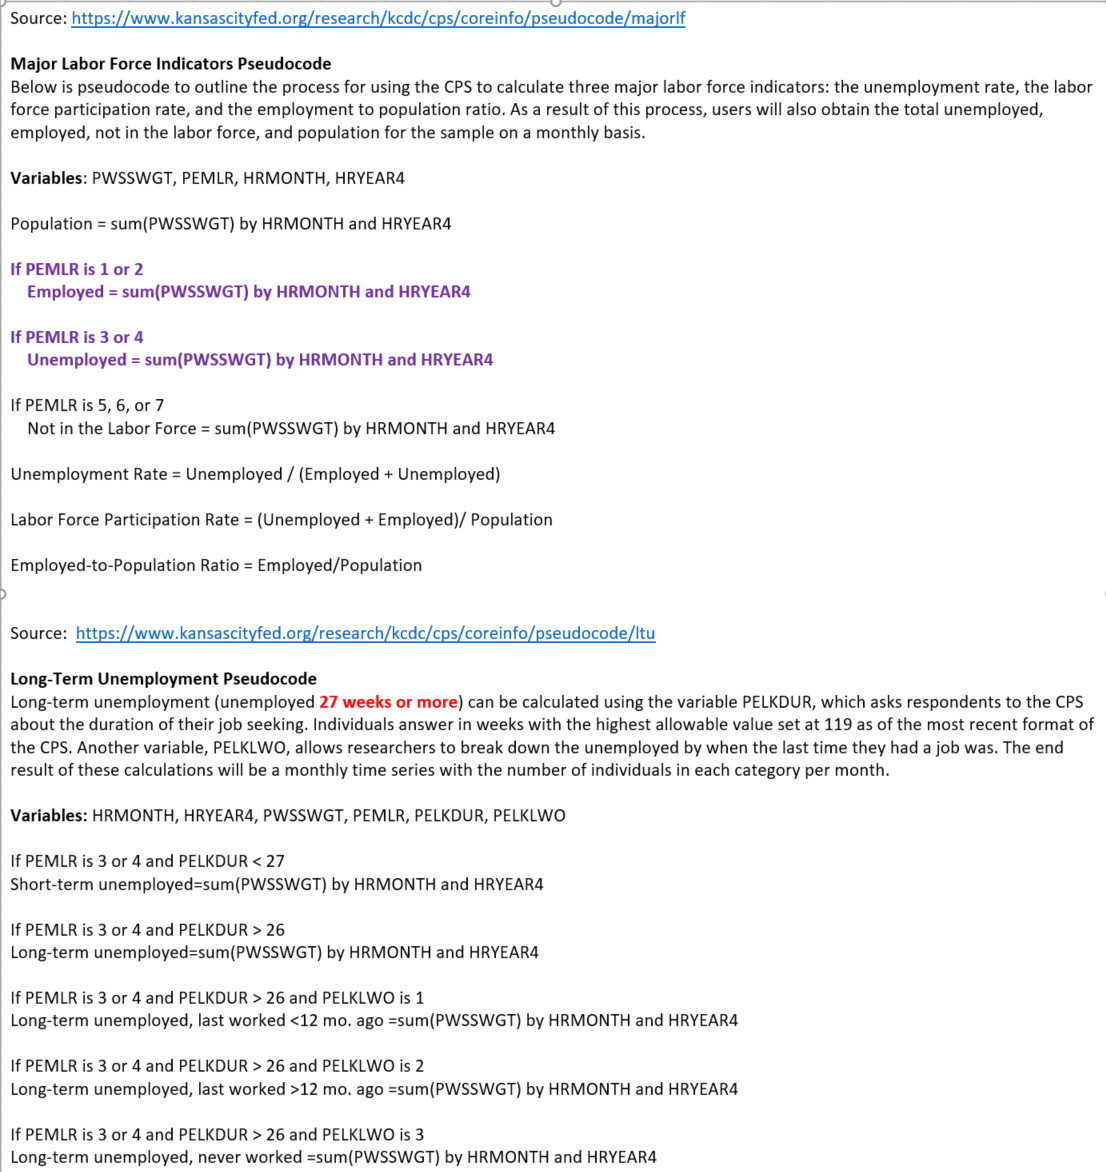 Source: https://www.kansascityfed.org/research/kcdc/cps/coreinfo/pseudocode/majorlf
Major Labor Force Indicators Pseudocode
Below is pseudocode to outline the process for using the CPS to calculate three major labor force indicators: the unemployment rate, the labor
force participation rate, and the employment to population ratio. As a result of this process, users will also obtain the total unemployed,
employed, not in the labor force, and population for the sample on a monthly basis.
Variables: PWSSWGT, PEMLR, HRMONTH, HRYEAR4
Population = sum(PWSSWGT) by HRMONTH and HRYEAR4
If PEMLR is 1 or 2
Employed = sum(PWSSWGT) by HRMONTH and HRYEAR4
If PEMLR is 3 or 4
Unemployed = sum(PWSSWGT) by HRMONTH and HRYEAR4
If PEMLR is 5, 6, or 7
Not in the Labor Force = sum(PWSSWGT) by HRMONTH and HRYEAR4
Unemployment Rate = Unemployed / (Employed + Unemployed)
Labor Force Participation Rate = (Unemployed + Employed)/ Population
Employed-to-Population Ratio = Employed/Population
Source: https://www.kansascityfed.org/research/kcdc/cps/coreinfo/pseudocode/ltu
Long-Term Unemployment Pseudocode
Long-term unemployment (unemployed 27 weeks or more) can be calculated using the variable PELKDUR, which asks respondents to the CPS
about the duration of their job seeking. Individuals answer in weeks with the highest allowable value set at 119 as of the most recent format of
the CPS. Another variable, PELKLWO, allows researchers to break down the unemployed by when the last time they had a job was. The end
result of these calculations will be a monthly time series with the number of individuals in each category per month.
Variables: HRMONTH, HRYEAR4, PWSSWGT, PEMLR, PELKDUR, PELKLWO
If PEMLR is 3 or 4 and PELKDUR < 27
Short-term unemployed=sum(PWSSWGT) by HRMONTH and HRYEAR4
If PEMLR is 3 or 4 and PELKDUR > 26
Long-term unemployed=sum(PWSSWGT) by HRMONTH and HRYEAR4
If PEMLR is 3 or 4 and PELKDUR > 26 and PELKLWO is 1
Long-term unemployed, last worked <12 mo. ago =sum(PWSSWGT) by HRMONTH and HRYEAR4
If PEMLR is 3 or 4 and PELKDUR > 26 and PELKLWO is 2
Long-term unemployed, last worked >12 mo. ago =sum(PWSSWGT) by HRMONTH and HRYEAR4
If PEMLR is 3 or 4 and PELKDUR > 26 and PELKLWO is 3
Long-term unemployed, never worked =sum(PWSSWGT) by HRMONTH and HRYEAR4